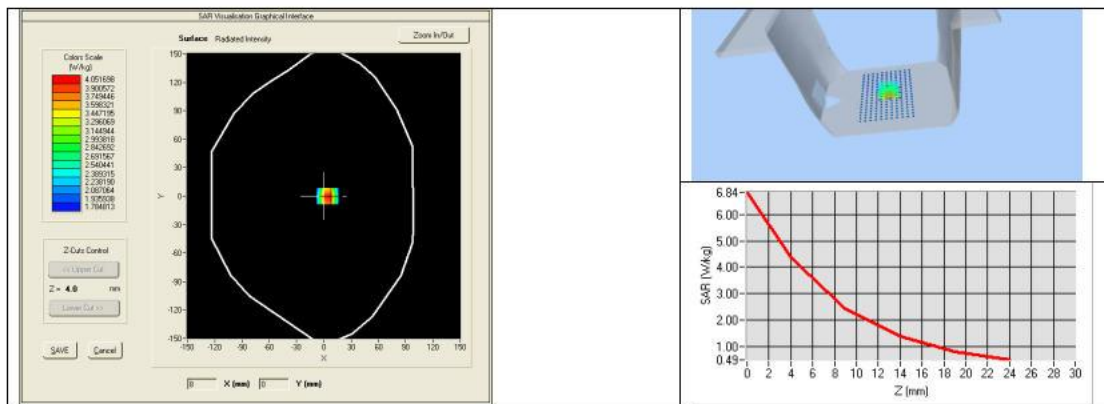 SAR Visualisation Graphical Interface
Surface Radiated Intensity
Zoom In/Out
Colors Scale
(W/kg)
4.051698
3.900572
3.749446
3.598321
3.447195
3.296069
3.144944
2.993818
2.842692
2.691567
2.540441
2.389315
2.238190
2.087064
1.935938
1.784813
Z-Cuts Control
<< Upper Cut
Z = 4.0 mm
Lower Cut >>
SAVE Cancel
150
120
90
60
30
0
-30
-60
-90
-120
-150
Y
-150 -120 -90 -60 -30 0 30 60 90 120 150
X
0 X (mm) 0 Y (mm)
6.84
6.00
5.00
4.00
3.00
2.00
1.00
0.49
SAR (W/kg)
0 2 4 6 8 10 12 14 16 18 20 22 24 26 30
Z (mm)